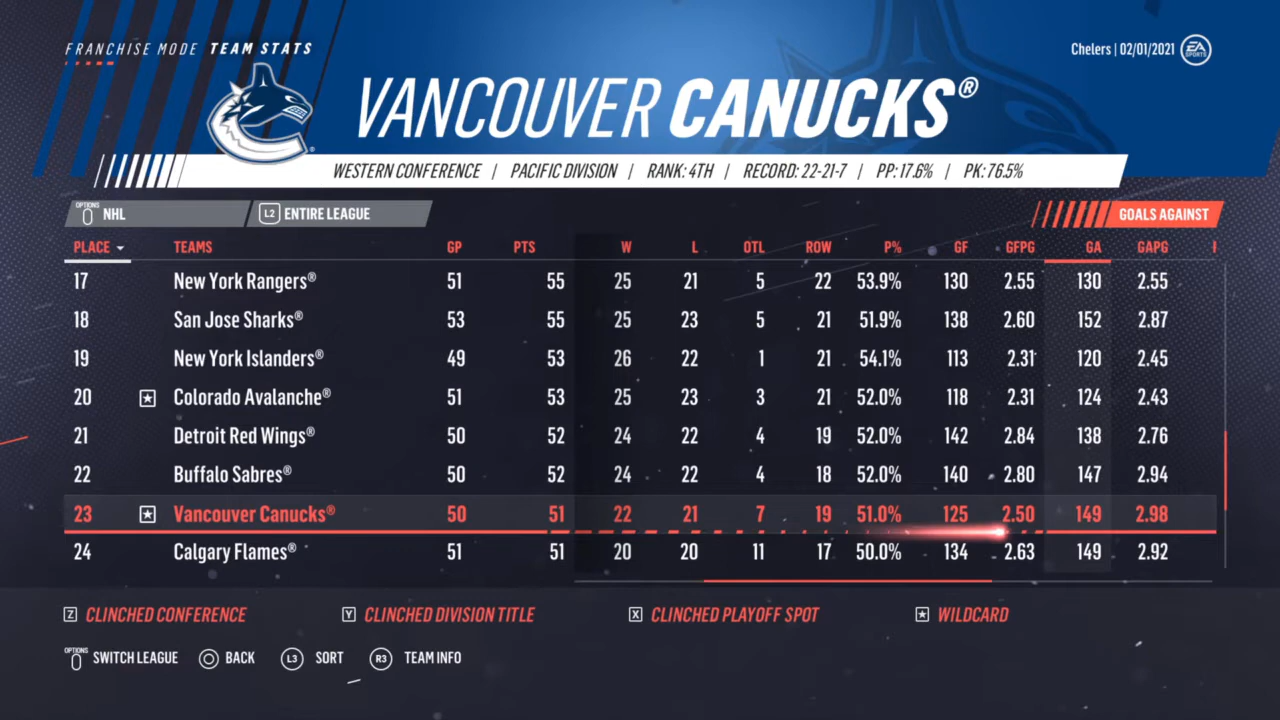 FRANCHISE MODE TEAM STATS
Chelers | 02/01/2021 EA SPORTS
VANCOUVER CANUCKS®
WESTERN CONFERENCE / PACIFIC DIVISION / RANK: 4TH / RECORD: 22-21-7 / PP: 17.6% / PK: 76.5%
OPTIONS NHL L2 ENTIRE LEAGUE GOALS AGAINST
PLACE TEAMS GP PTS W L OTL ROW P% GF GFPG GA GAPG
17 New York Rangers® 51 55 25 21 5 22 53.9% 130 2.55 130 2.55
18 San Jose Sharks® 53 55 25 23 5 21 51.9% 138 2.60 152 2.87
19 New York Islanders® 49 53 26 22 1 21 54.1% 113 2.31 120 2.45
20 Colorado Avalanche® 51 53 25 23 3 21 52.0% 118 2.31 124 2.43
21 Detroit Red Wings® 50 52 24 22 4 19 52.0% 142 2.84 138 2.76
22 Buffalo Sabres® 50 52 24 22 4 18 52.0% 140 2.80 147 2.94
23 Vancouver Canucks® 50 51 22 21 7 19 51.0% 125 2.50 149 2.98
24 Calgary Flames® 51 51 20 20 11 17 50.0% 134 2.63 149 2.92
Z CLINCHED CONFERENCE Y CLINCHED DIVISION TITLE X CLINCHED PLAYOFF SPOT ★ WILDCARD
OPTIONS SWITCH LEAGUE BACK L3 SORT R3 TEAM INFO